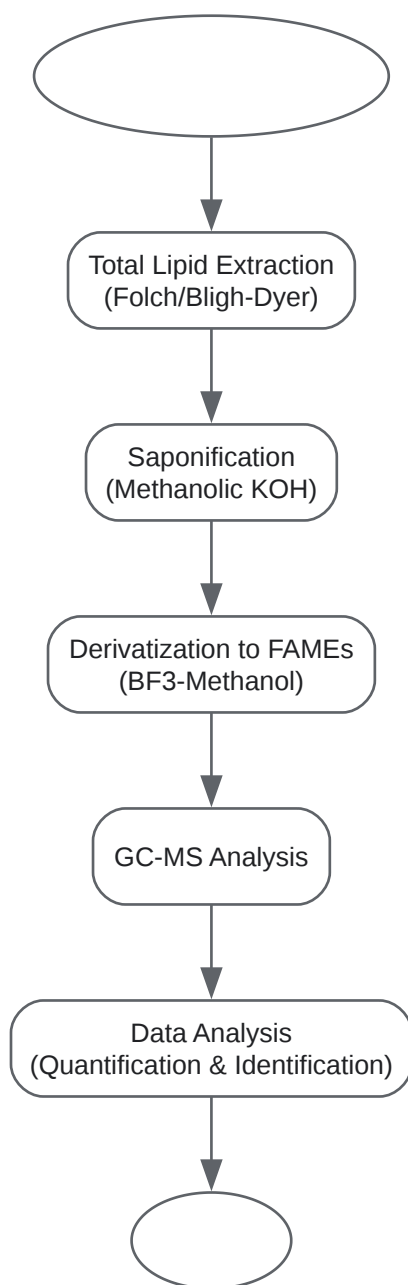 Total Lipid Extraction
(Folch/Bligh-Dyer)
Saponification
(Methanolic KOH)
Derivatization to FAMEs
(BF3-Methanol)
GC-MS Analysis
Data Analysis
(Quantification & Identification)